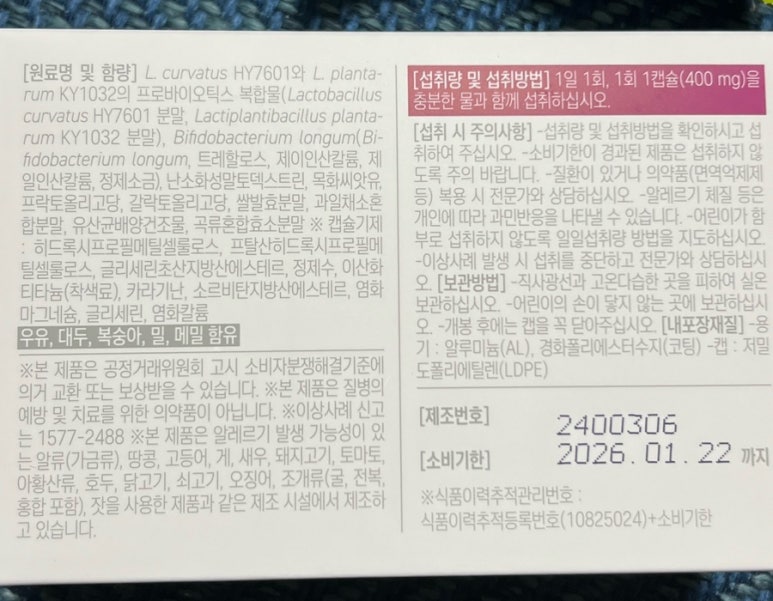 [원료명 및 함량] L. curvatus HY7601와 L. planta-
rum KY1032의 프로바이오틱스 복합물(Lactobacillus
curvatus HY7601 분말, Lactiplantibacillus planta-
rum KY1032 분말), Bifidobacterium longum(Bi-
fidobacterium longum, 트레할로스, 제이인산칼륨, 제
일인산칼륨, 정제소금), 난소화성말토덱스트린, 목화씨앗유,
프락토올리고당, 갈락토올리고당, 쌀발효분말, 과일채소혼
합분말, 유산균배양건조물, 곡류혼합효소분말 ※ 캡슐기제
: 히드록시프로필메틸셀룰로스, 프탈산히드록시프로필메
틸셀룰로스, 글리세린초산지방산에스테르, 정제수, 이산화
티타늄(착색료), 카라기난, 소르비탄지방산에스테르, 염화
마그네슘, 글리세린, 염화칼륨
우유, 대두, 복숭아, 밀, 메밀 함유
※본 제품은 공정거래위원회 고시 소비자분쟁해결기준에
의거 교환 또는 보상받을 수 있습니다. ※본 제품은 질병의
예방 및 치료를 위한 의약품이 아닙니다. ※이상사례 신고
는 1577-2488 ※본 제품은 알레르기 발생 가능성이 있
는 알류(가금류), 땅콩, 고등어, 게, 새우, 돼지고기, 토마토,
아황산류, 호두, 닭고기, 쇠고기, 오징어, 조개류(굴, 전복,
홍합 포함), 잣을 사용한 제품과 같은 제조 시설에서 제조하
고 있습니다.
[섭취량 및 섭취방법] 1일 1회, 1회 1캡슐(400 mg)을
충분한 물과 함께 섭취하십시오.
[섭취 시 주의사항] -섭취량 및 섭취방법을 확인하시고 섭
취하여 주십시오. -소비기한이 경과된 제품은 섭취하지 않
도록 주의 바랍니다. -질환이 있거나 의약품(면역억제제
등) 복용 시 전문가와 상담하십시오. -알레르기 체질 등은
개인에 따라 과민반응을 나타낼 수 있습니다. -어린이가 함
부로 섭취하지 않도록 일일섭취량 방법을 지도하십시오.
-이상사례 발생 시 섭취를 중단하고 전문가와 상담하십시
오. [보관방법] -직사광선과 고온다습한 곳을 피하여 실온
보관하십시오. -어린이의 손이 닿지 않는 곳에 보관하십시
오. -개봉 후에는 캡을 꼭 닫아주십시오. [내포장재질] -용
기 : 알루미늄(AL), 경화폴리에스터수지(코팅) -캡 : 저밀
도폴리에틸렌(LDPE)
[제조번호] 2400306
[소비기한] 2026.01.22 까지
※식품이력추적관리번호 :
식품이력추적등록번호(10825024)+소비기한